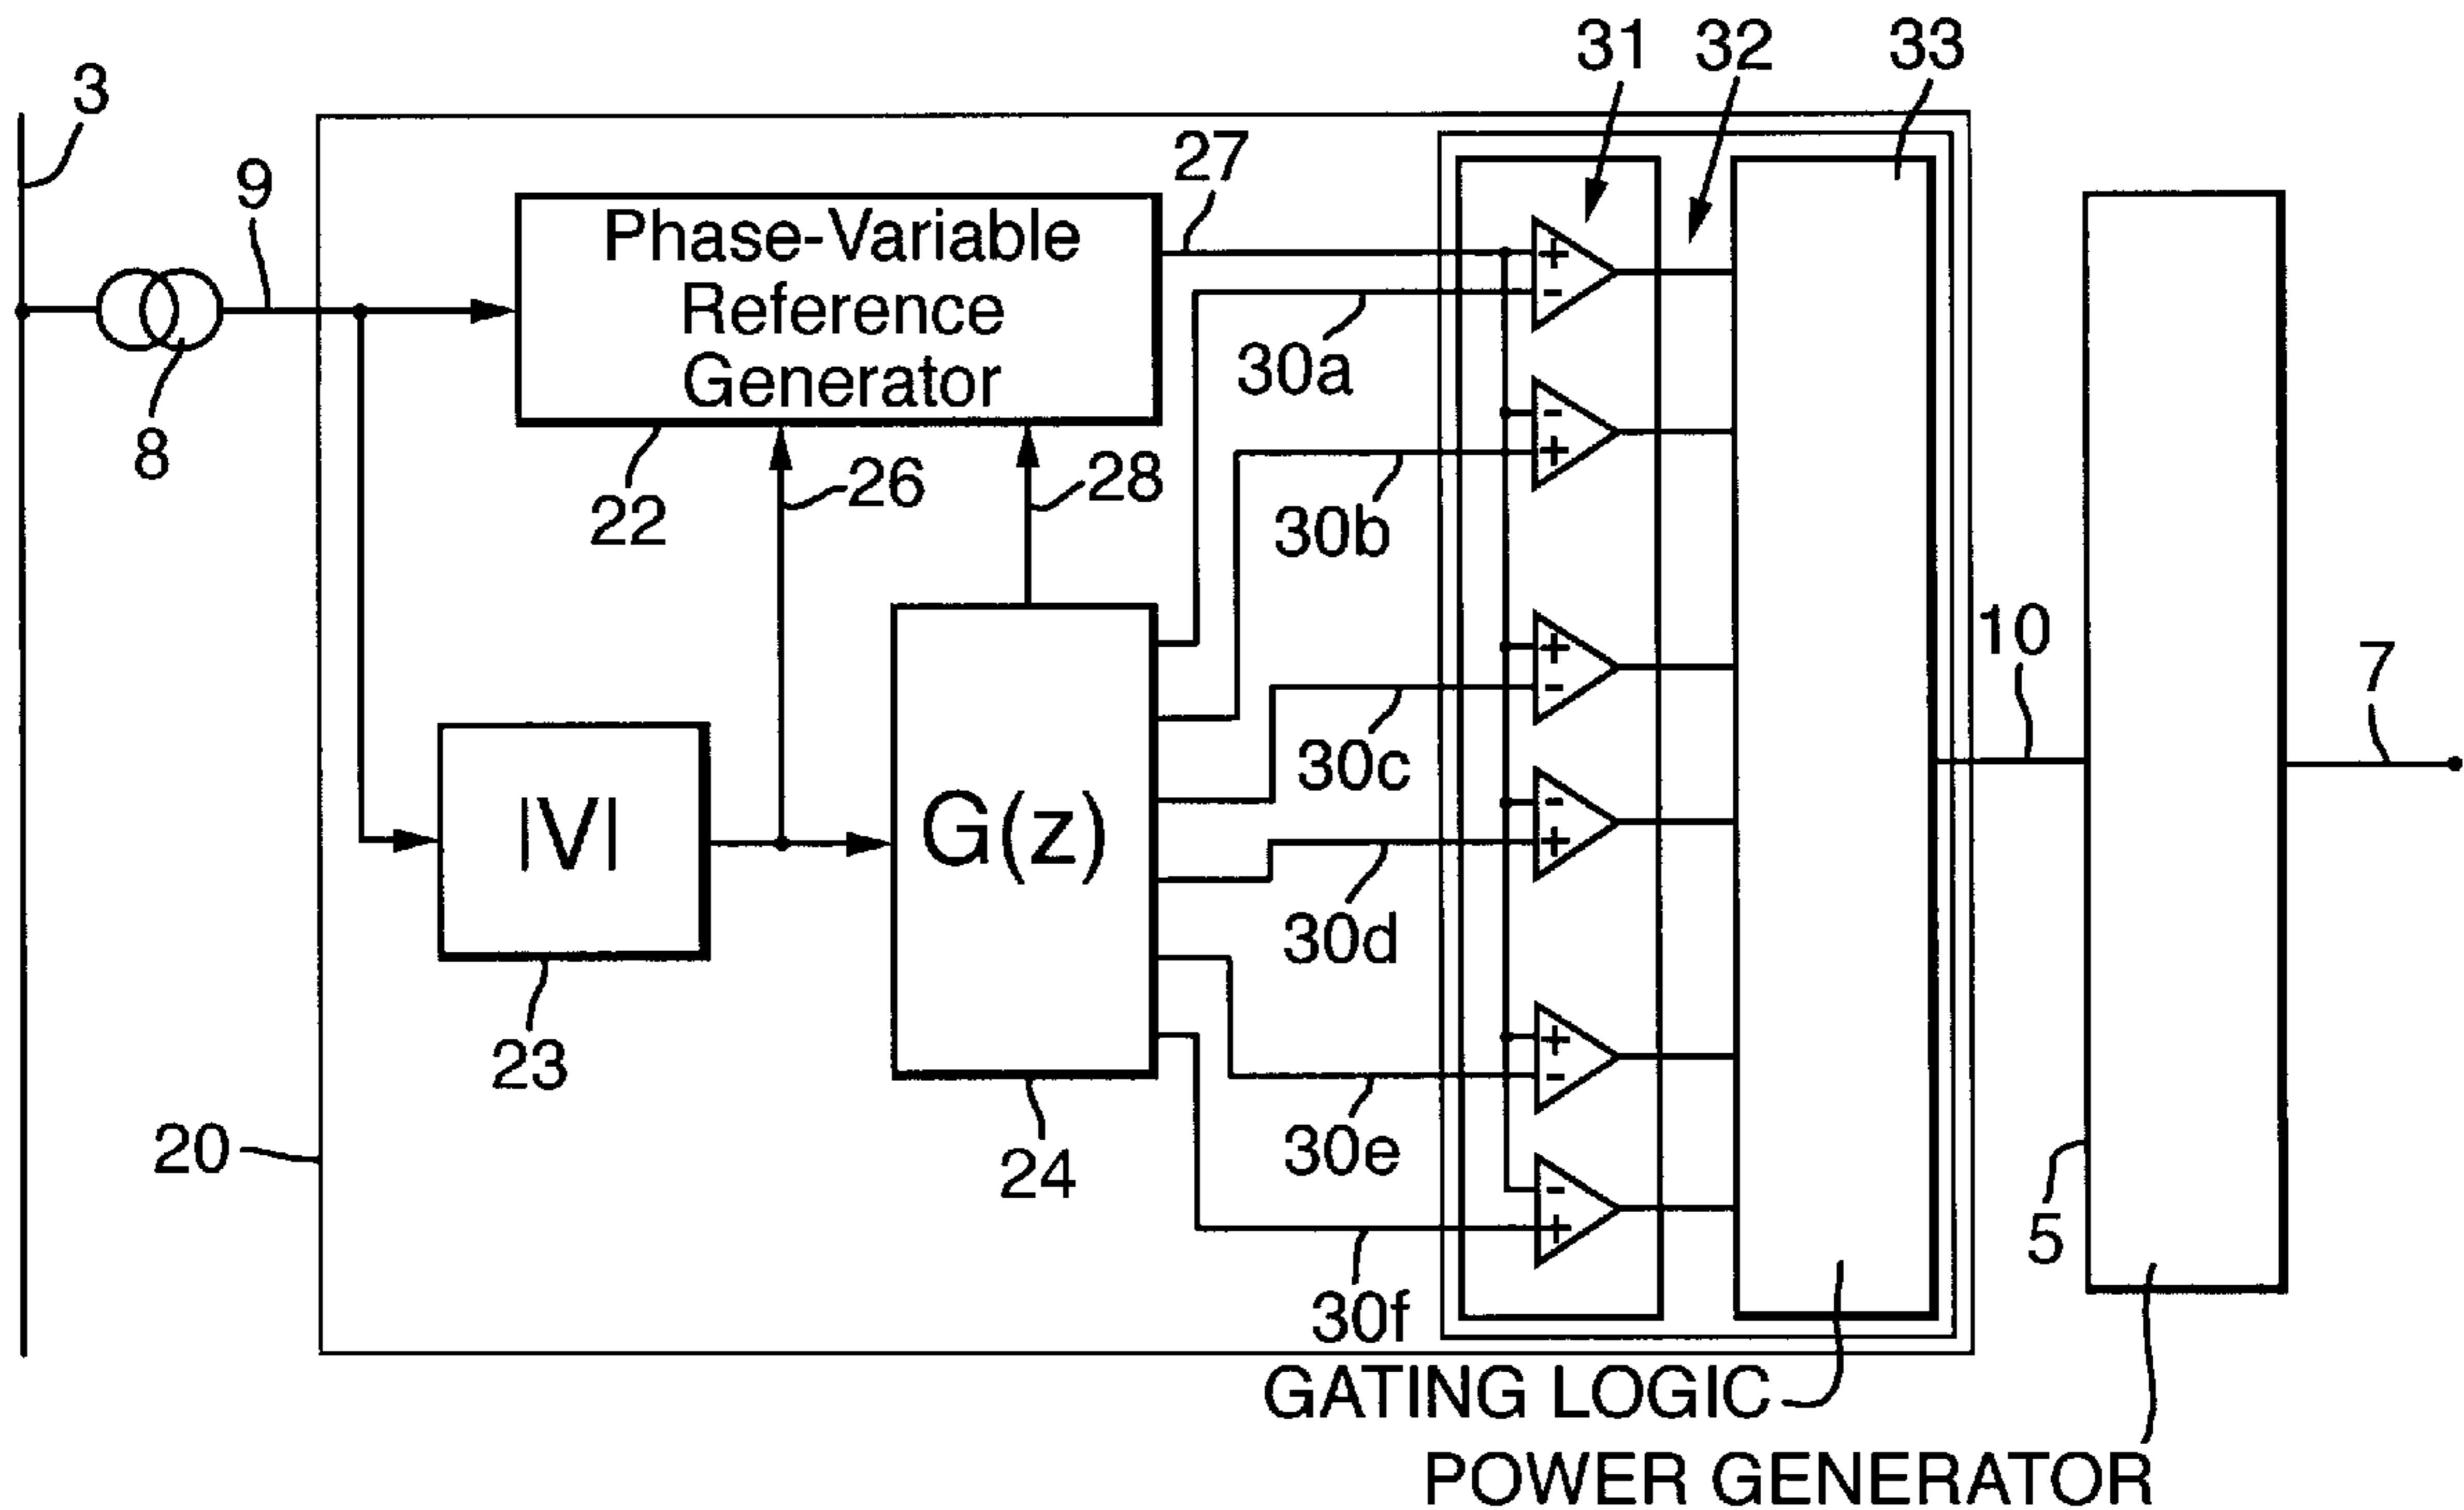 31 32 33
3
27
9
Phase-Variable
Reference
Generator
+
-
30a
8
-
+
26
28
22
30b
+
-
10
7
30c
|V|
G(z)
-
+
30d
23
+
-
20
24
30e
-
+
5
30f
GATING LOGIC
POWER GENERATOR